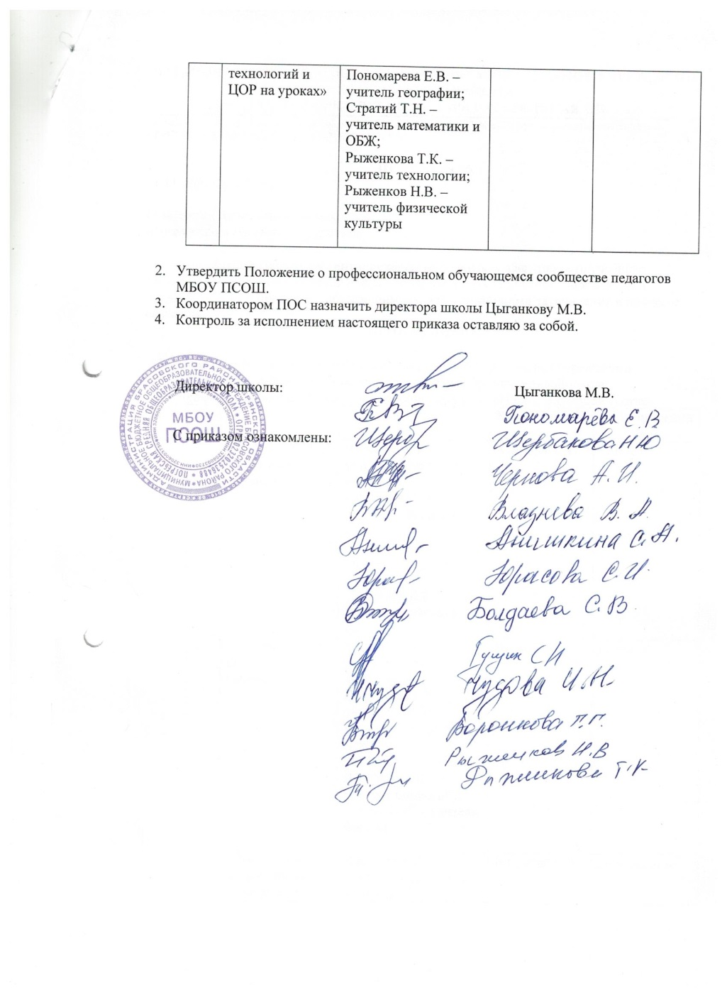 технологий и
ЦОР на уроках»
Пономарева Е.В. –
учитель географии;
Стратий Т.Н. –
учитель математики и
ОБЖ;
Рыженкова Т.К. –
учитель технологии;
Рыженков Н.В. –
учитель физической
культуры
2. Утвердить Положение о профессиональном обучающемся сообществе педагогов
МБОУ ПСОШ.
3. Координатором ПОС назначить директора школы Цыганкову М.В.
4. Контроль за исполнением настоящего приказа оставляю за собой.
Директор школы: Цыганкова М.В.
МБОУ
ПСОШ
Пономарёва Е.В
С приказом ознакомлены: Щербакова Н Ю
Чернова А.И.
В. А.
Анишкина С.А.
Юрасова С.И.
Болдаева С.В.
Гущин С И
Чудова И.Н.
Воронкова
Рыженков Н.В
Рыженкова Т.К